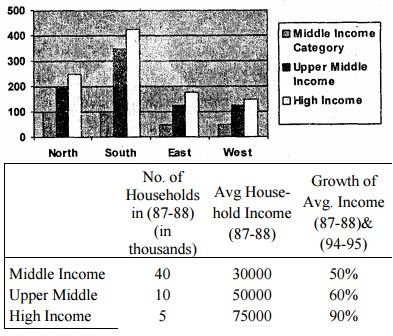 500
400
300
200
100
0
North South East West
Middle Income
Category
Upper Middle
Income
High Income
No. of
Households
in (87-88)
(in
thousands)
Avg House-
hold Income
(87-88)
Growth of
Avg. Income
(87-88)&
(94-95)
Middle Income 40 30000 50%
Upper Middle 10 50000 60%
High Income 5 75000 90%